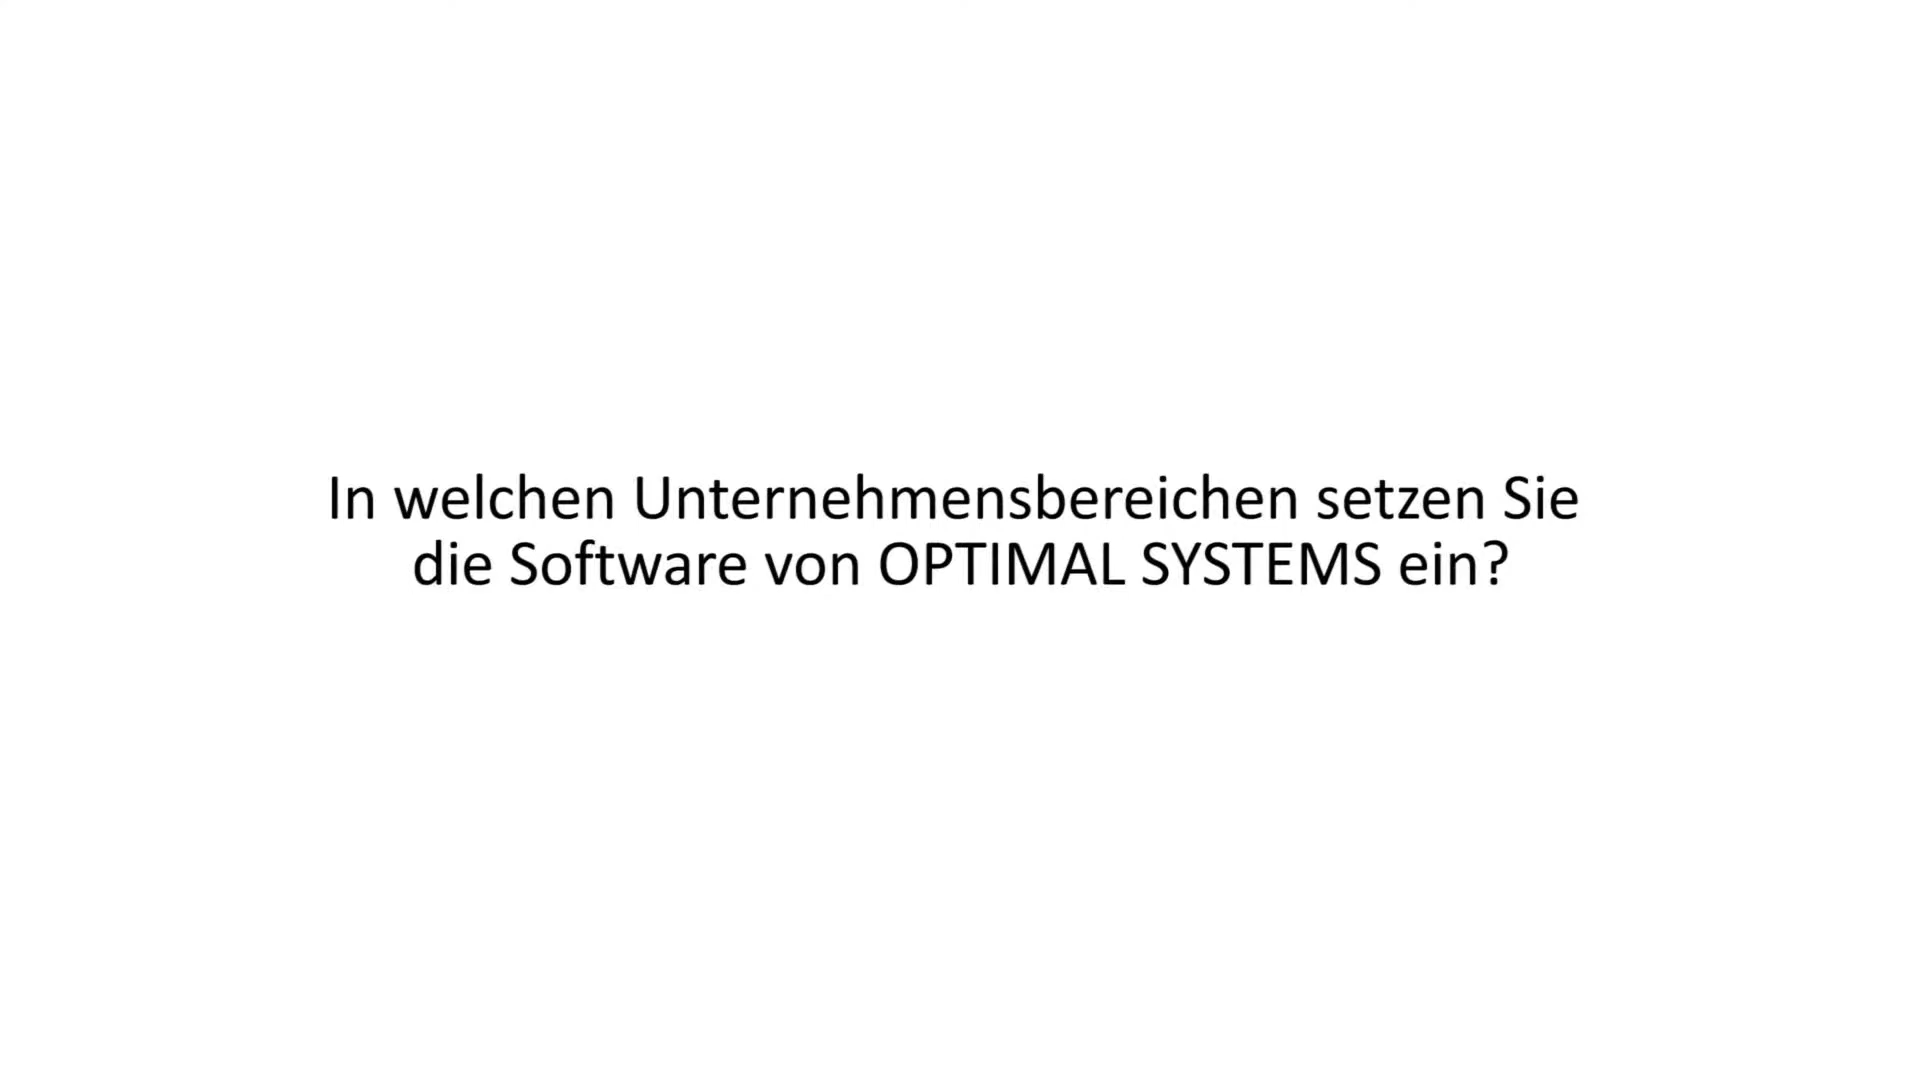 In welchen Unternehmensbereichen setzen Sie
die Software von OPTIMAL SYSTEMS ein?